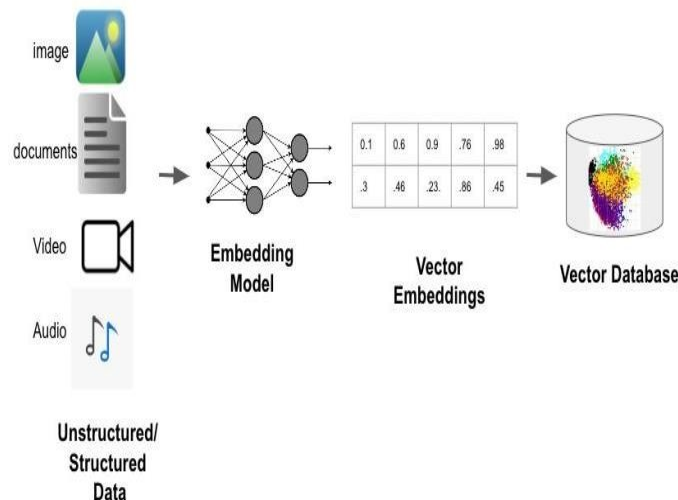 image
documents
Video
Audio
Unstructured/
Structured
Data
Embedding
Model
0.1 0.6 0.9 .76 .98
.3 .46 .23. .86 .45
Vector
Embeddings
Vector Database